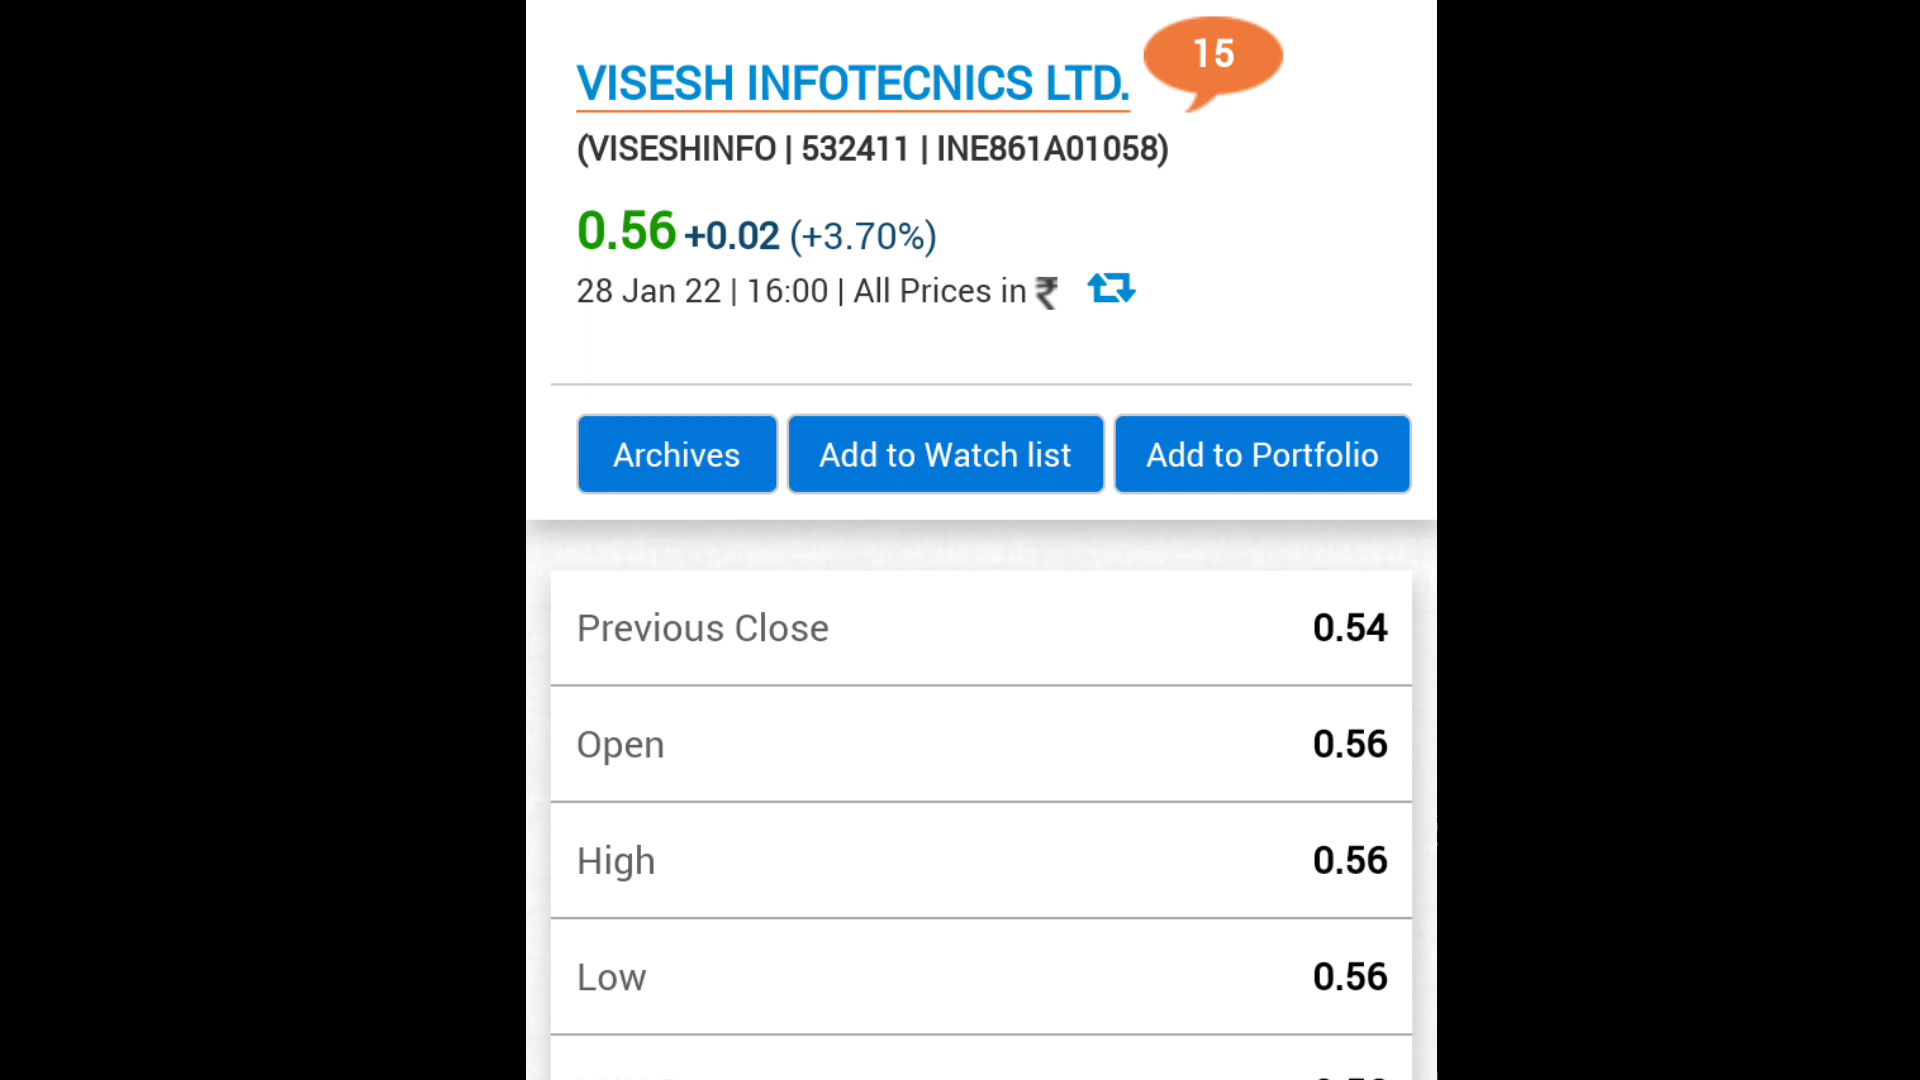 15
VISESH INFOTECNICS LTD.
(VISESHINFO | 532411 | INE861A01058)
0.56 +0.02 (+3.70%)
28 Jan 22 | 16:00 | All Prices in ₹
Archives Add to Watch list Add to Portfolio
Previous Close 0.54
Open 0.56
High 0.56
Low 0.56